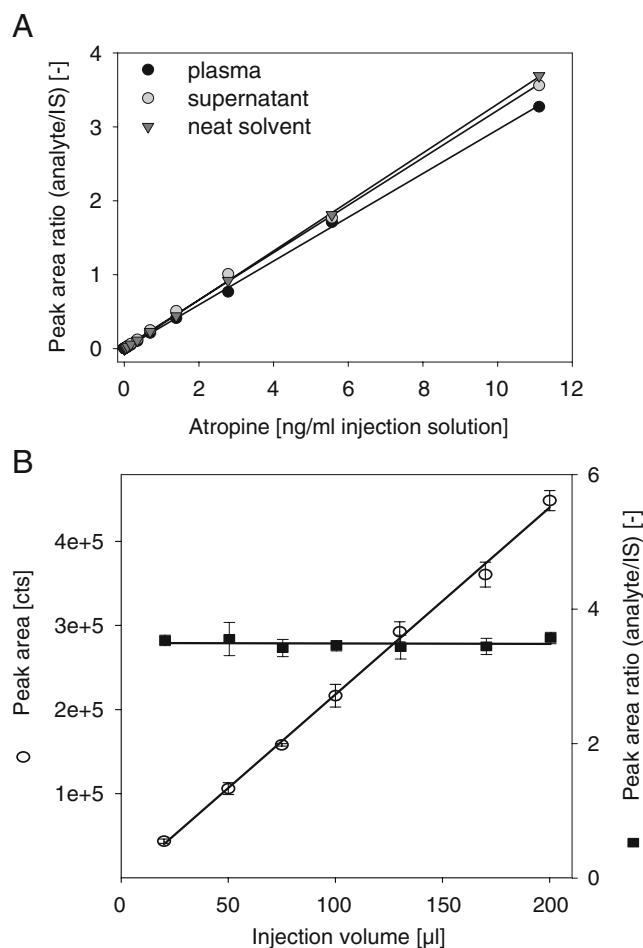 A
Peak area ratio (analyte/IS) [-]
4
3
2
1
0
plasma
supernatant
neat solvent
0 2 4 6 8 10 12
Atropine [ng/ml injection solution]
B
Peak area [cts]
4e+5
3e+5
2e+5
1e+5
6
4
2
0
Peak area ratio (analyte/IS) [-]
0 50 100 150 200
Injection volume [µl]